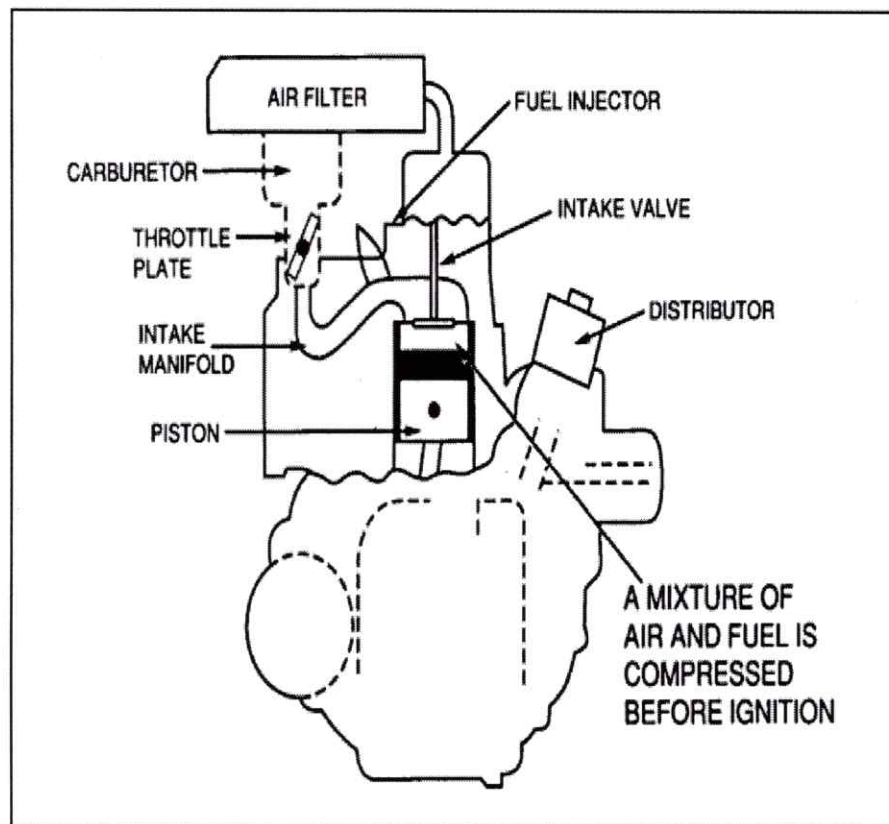 AIR FILTER
FUEL INJECTOR
CARBURETOR
INTAKE VALVE
THROTTLE
PLATE
DISTRIBUTOR
INTAKE
MANIFOLD
PISTON
A MIXTURE OF
AIR AND FUEL IS
COMPRESSED
BEFORE IGNITION